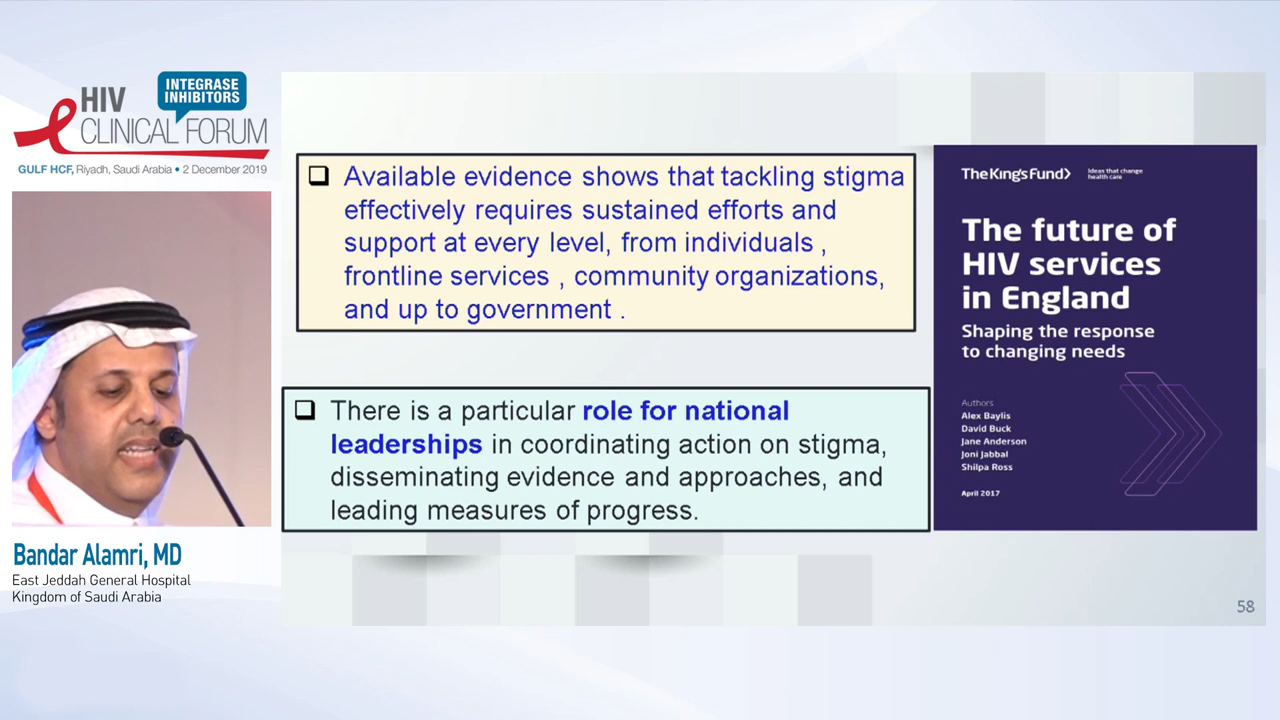 HIV
INTEGRASE
INHIBITORS
CLINICAL FORUM
GULF HCF, Riyadh, Saudi Arabia • 2 December 2019
Bandar Alamri, MD
East Jeddah General Hospital
Kingdom of Saudi Arabia
Available evidence shows that tackling stigma
effectively requires sustained efforts and
support at every level, from individuals ,
frontline services , community organizations,
and up to government .
There is a particular role for national
leaderships in coordinating action on stigma,
disseminating evidence and approaches, and
leading measures of progress.
TheKing'sFund>
Ideas that change
health care
The future of
HIV services
in England
Shaping the response
to changing needs
Authors
Alex Baylis
David Buck
Jane Anderson
Joni Jabbal
Shilpa Ross
April 2017
58